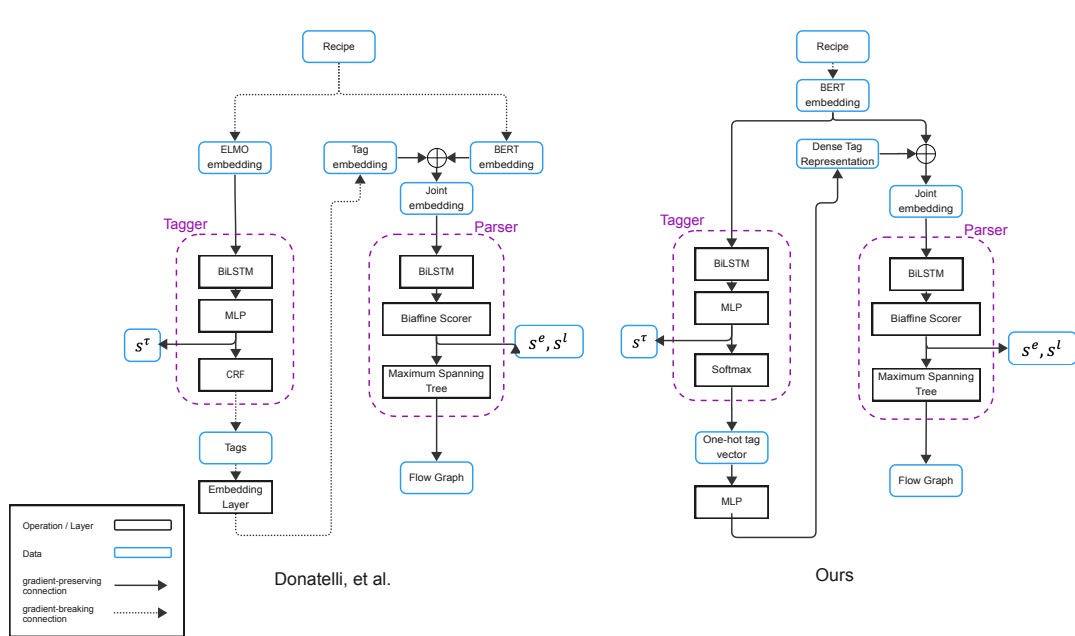 Recipe
ELMO
embedding
Tag
embedding
BERT
embedding
Joint
embedding
Tagger
Parser
BiLSTM
MLP
CRF
s^τ
BiLSTM
Biaffine Scorer
s^e, s^l
Maximum Spanning
Tree
Tags
Embedding
Layer
Flow Graph
Donatelli, et al.
Recipe
BERT
embedding
Dense Tag
Representation
Joint
embedding
Tagger
Parser
BiLSTM
MLP
s^τ
Softmax
BiLSTM
Biaffine Scorer
s^e, s^l
Maximum Spanning
Tree
One-hot tag
vector
MLP
Flow Graph
Ours
Operation / Layer
Data
gradient-preserving
connection
gradient-breaking
connection